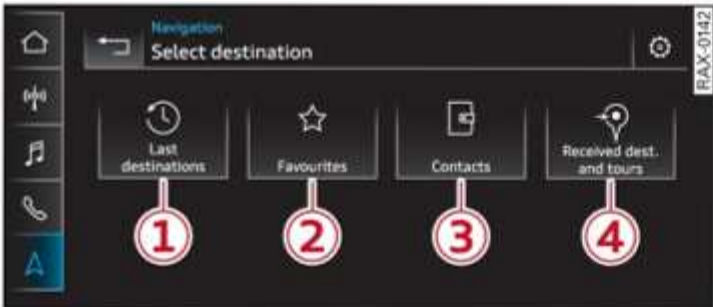 Navigation
Select destination
RAX-0142
Last
destinations
Favourites
Contacts
Received dest.
and tours
1
2
3
4